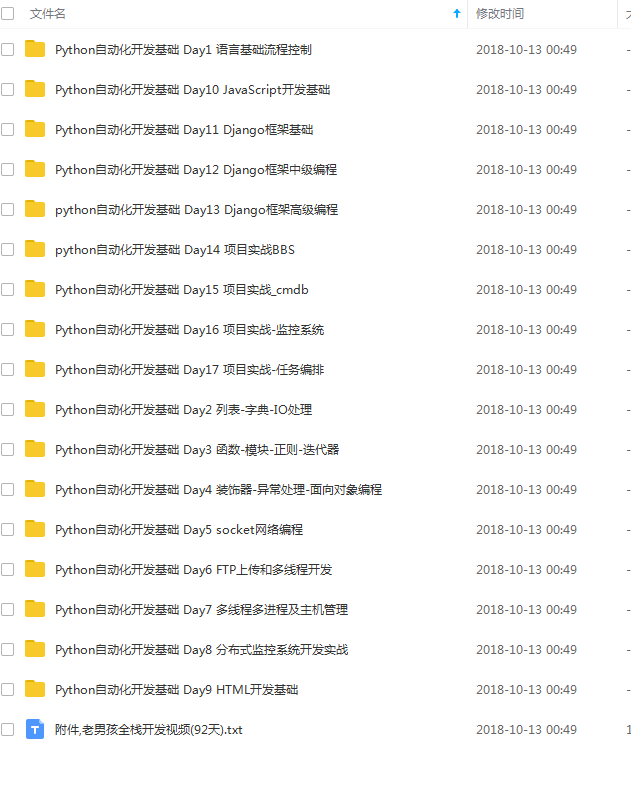 文件名 修改时间
Python自动化开发基础 Day1 语言基础流程控制 2018-10-13 00:49 -
Python自动化开发基础 Day10 JavaScript开发基础 2018-10-13 00:49 -
Python自动化开发基础 Day11 Django框架基础 2018-10-13 00:49 -
Python自动化开发基础 Day12 Django框架中级编程 2018-10-13 00:49 -
python自动化开发基础 Day13 Django框架高级编程 2018-10-13 00:49 -
python自动化开发基础 Day14 项目实战BBS 2018-10-13 00:49 -
Python自动化开发基础 Day15 项目实战_cmdb 2018-10-13 00:49 -
Python自动化开发基础 Day16 项目实战-监控系统 2018-10-13 00:49 -
Python自动化开发基础 Day17 项目实战-任务编排 2018-10-13 00:49 -
Python自动化开发基础 Day2 列表-字典-IO处理 2018-10-13 00:49 -
Python自动化开发基础 Day3 函数-模块-正则-迭代器 2018-10-13 00:49 -
Python自动化开发基础 Day4 装饰器-异常处理-面向对象编程 2018-10-13 00:49 -
Python自动化开发基础 Day5 socket网络编程 2018-10-13 00:49 -
Python自动化开发基础 Day6 FTP上传和多线程开发 2018-10-13 00:49 -
Python自动化开发基础 Day7 多线程多进程及主机管理 2018-10-13 00:49 -
Python自动化开发基础 Day8 分布式监控系统开发实战 2018-10-13 00:49 -
Python自动化开发基础 Day9 HTML开发基础 2018-10-13 00:49 -
附件,老男孩全栈开发视频(92天).txt 2018-10-13 00:49